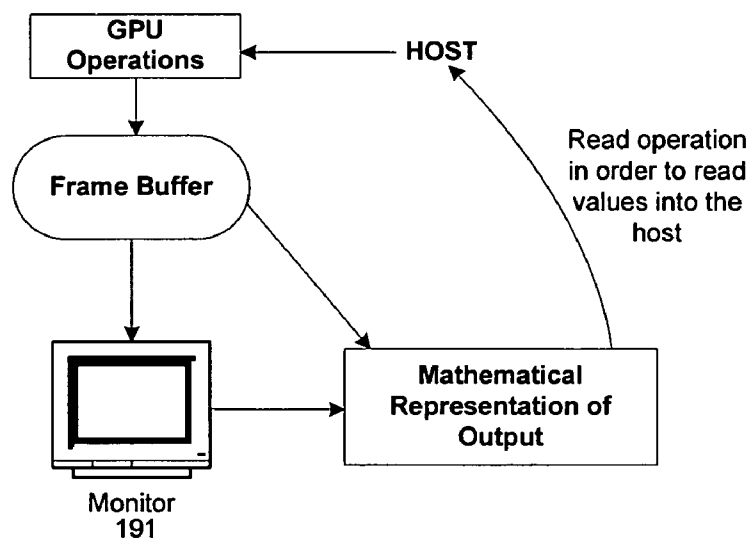 GPU
Operations
HOST
Read operation
in order to read
values into the
host
Frame Buffer
Mathematical
Representation of
Output
Monitor
191